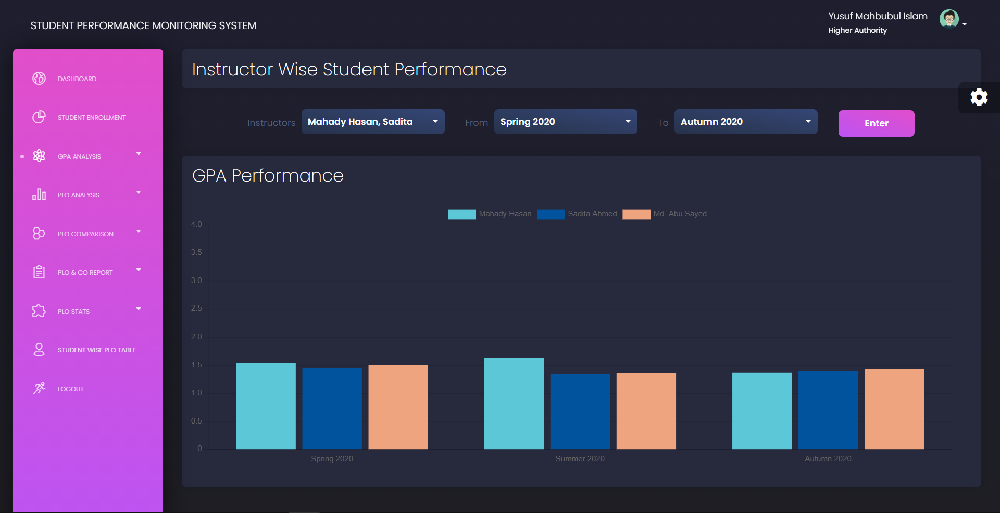 STUDENT PERFORMANCE MONITORING SYSTEM
Yusuf Mahbubul Islam
Higher Authority
DASHBOARD
STUDENT ENROLLMENT
GPA ANALYSIS
PLO ANALYSIS
PLO COMPARISON
PLO & CO REPORT
PLO STATS
STUDENT WISE PLO TABLE
LOGOUT
Instructor Wise Student Performance
Instructors Mahady Hasan, Sadita From Spring 2020 To Autumn 2020 Enter
GPA Performance
Mahady Hasan Sadita Ahmed Md. Abu Sayed
4.0
3.5
3.0
2.5
2.0
1.5
1.0
0.5
0
Spring 2020 Summer 2020 Autumn 2020